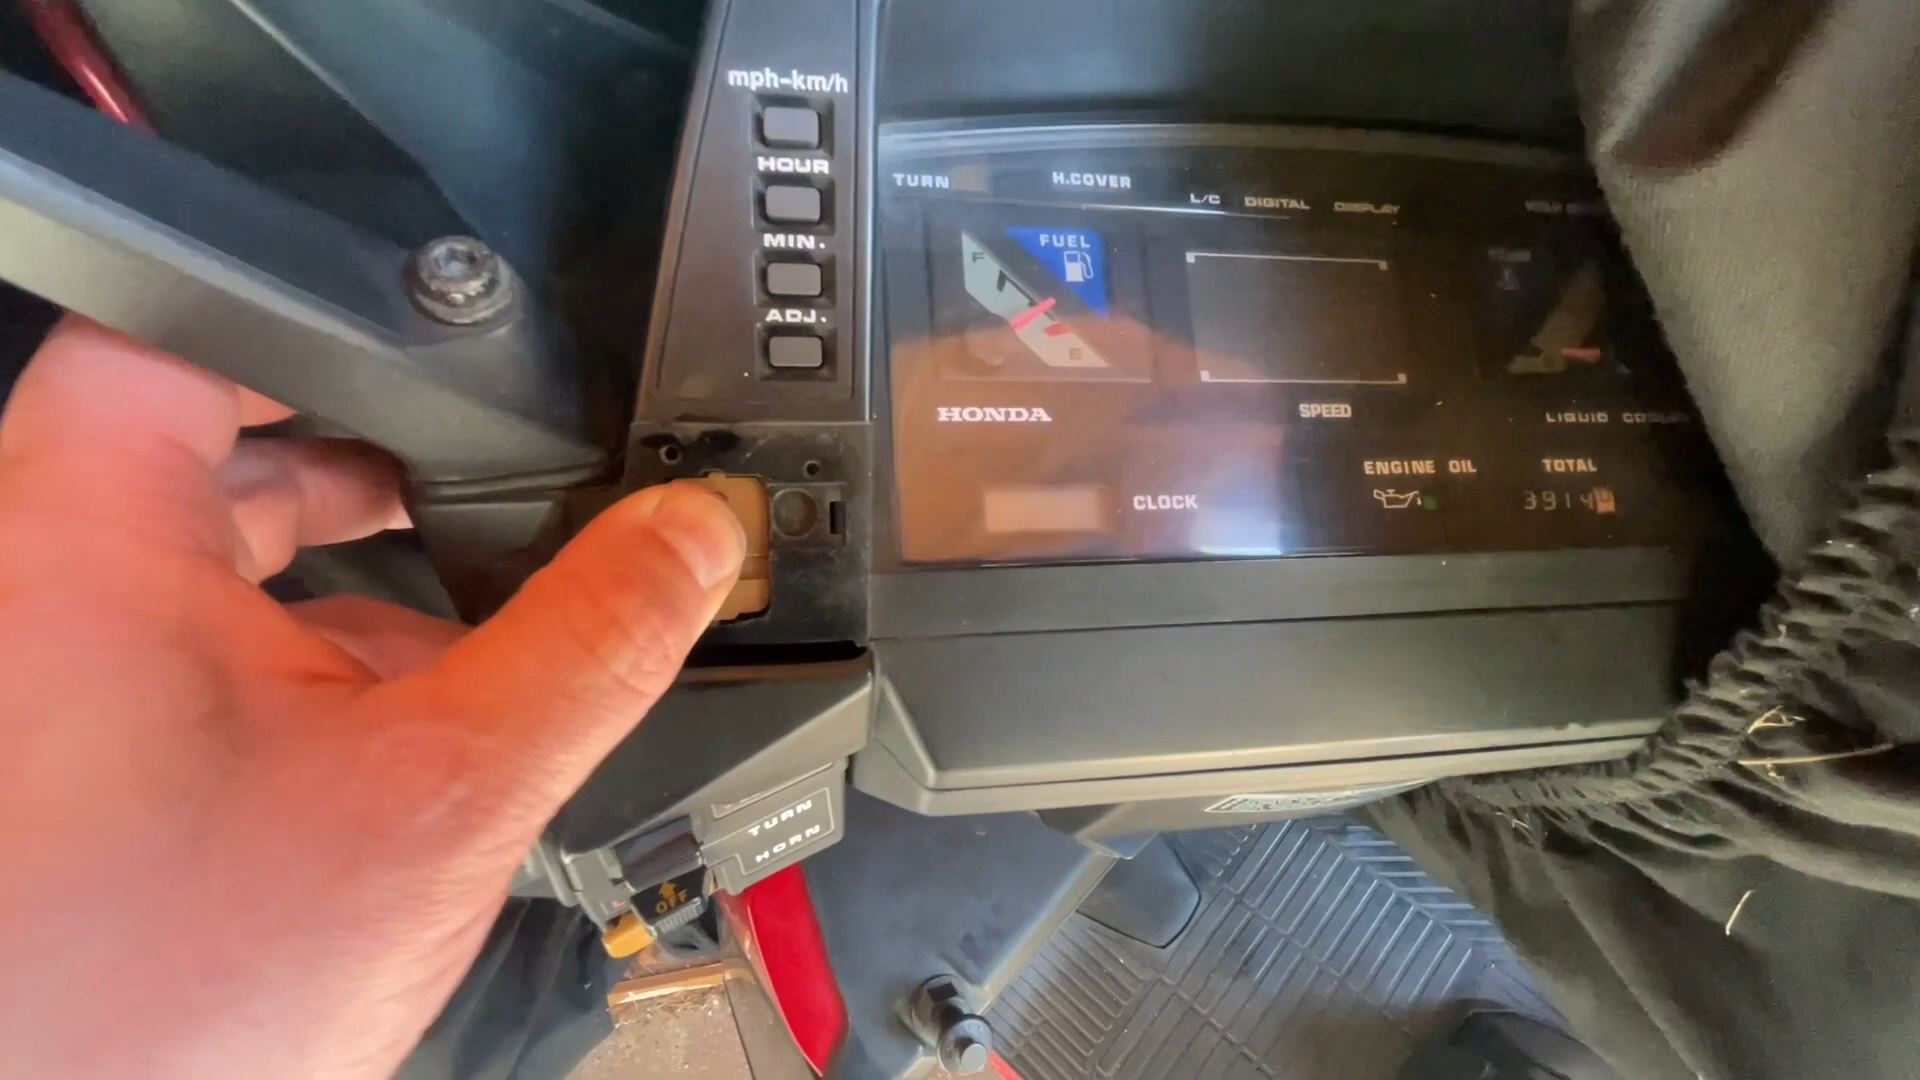 mph-km/h
HOUR
MIN.
ADJ.
TURN
H.COVER
L/C DIGITAL DISPLAY
FUEL
F
E
HONDA
SPEED
LIQUID
ENGINE OIL
TOTAL
CLOCK
3914
TURN
HORN
OFF